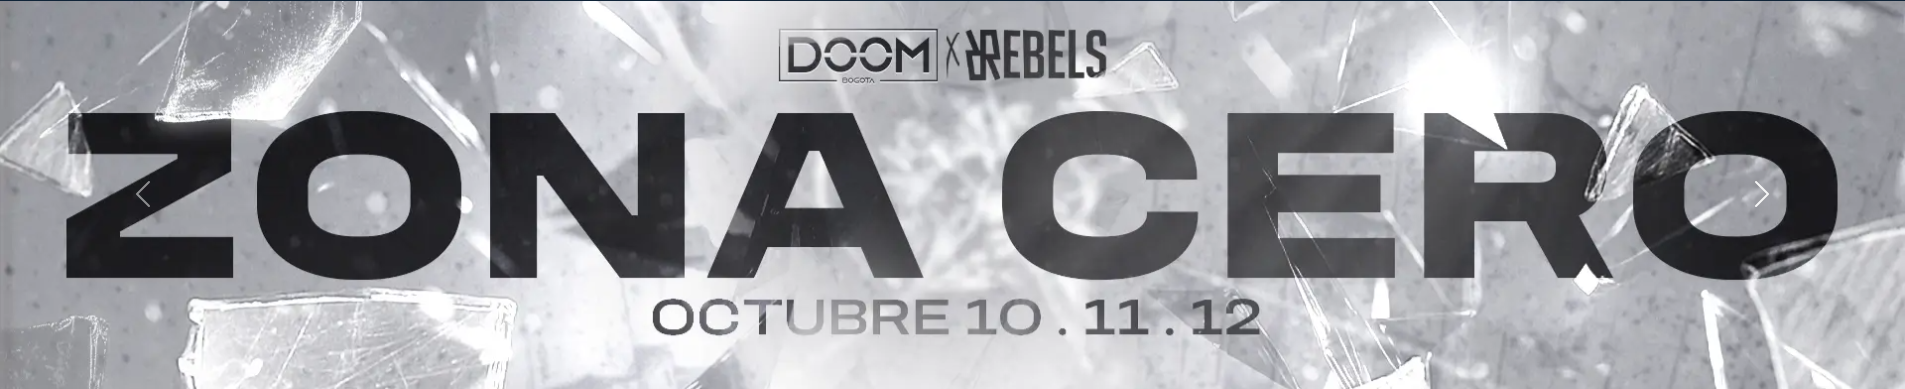 DOOM X REBELS
BOGOTA
ZONA CERO
OCTUBRE 10 . 11 . 12